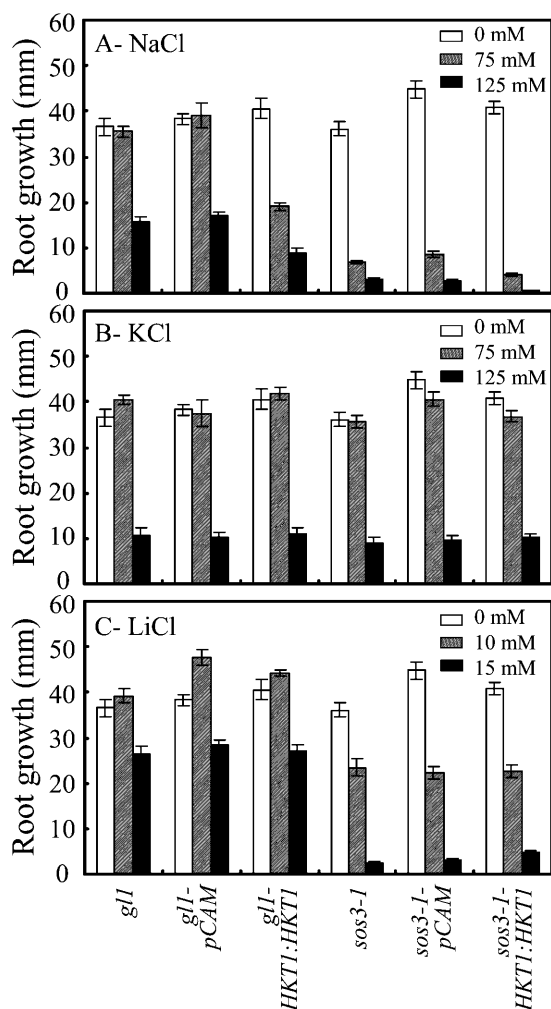 A- NaCl
0 mM
75 mM
125 mM
Root growth (mm)
60
50
40
30
20
10
0
B- KCl
0 mM
75 mM
125 mM
Root growth (mm)
60
50
40
30
20
10
0
C- LiCl
0 mM
10 mM
15 mM
Root growth (mm)
60
50
40
30
20
10
0
gl1
gl1-
pCAM
gl1-
HKT1:HKT1
sos3-1
sos3-1-
pCAM
sos3-1-
HKT1:HKT1